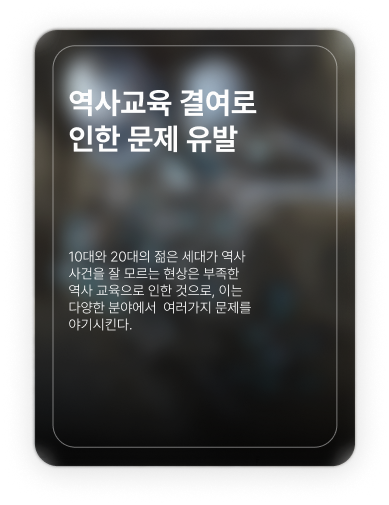 역사교육 결여로
인한 문제 유발
10대와 20대의 젊은 세대가 역사
사건을 잘 모르는 현상은 부족한
역사 교육으로 인한 것으로, 이는
다양한 분야에서  여러가지 문제를
야기시킨다.